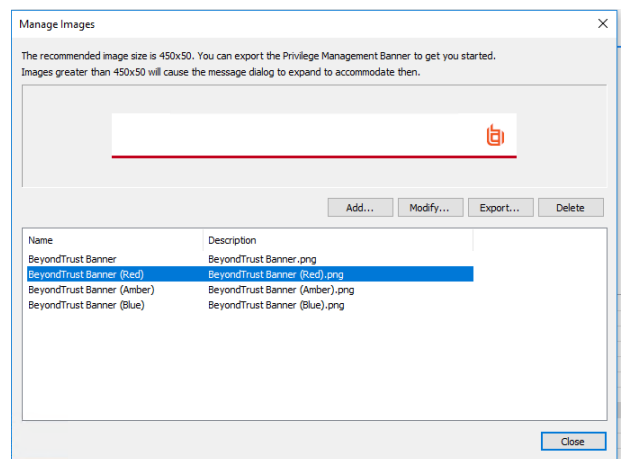 Manage Images
The recommended image size is 450x50. You can export the Privilege Management Banner to get you started.
Images greater than 450x50 will cause the message dialog to expand to accommodate then.
Add... Modify... Export... Delete
Name Description
BeyondTrust Banner BeyondTrust Banner.png
BeyondTrust Banner (Red) BeyondTrust Banner (Red).png
BeyondTrust Banner (Amber) BeyondTrust Banner (Amber).png
BeyondTrust Banner (Blue) BeyondTrust Banner (Blue).png
Close